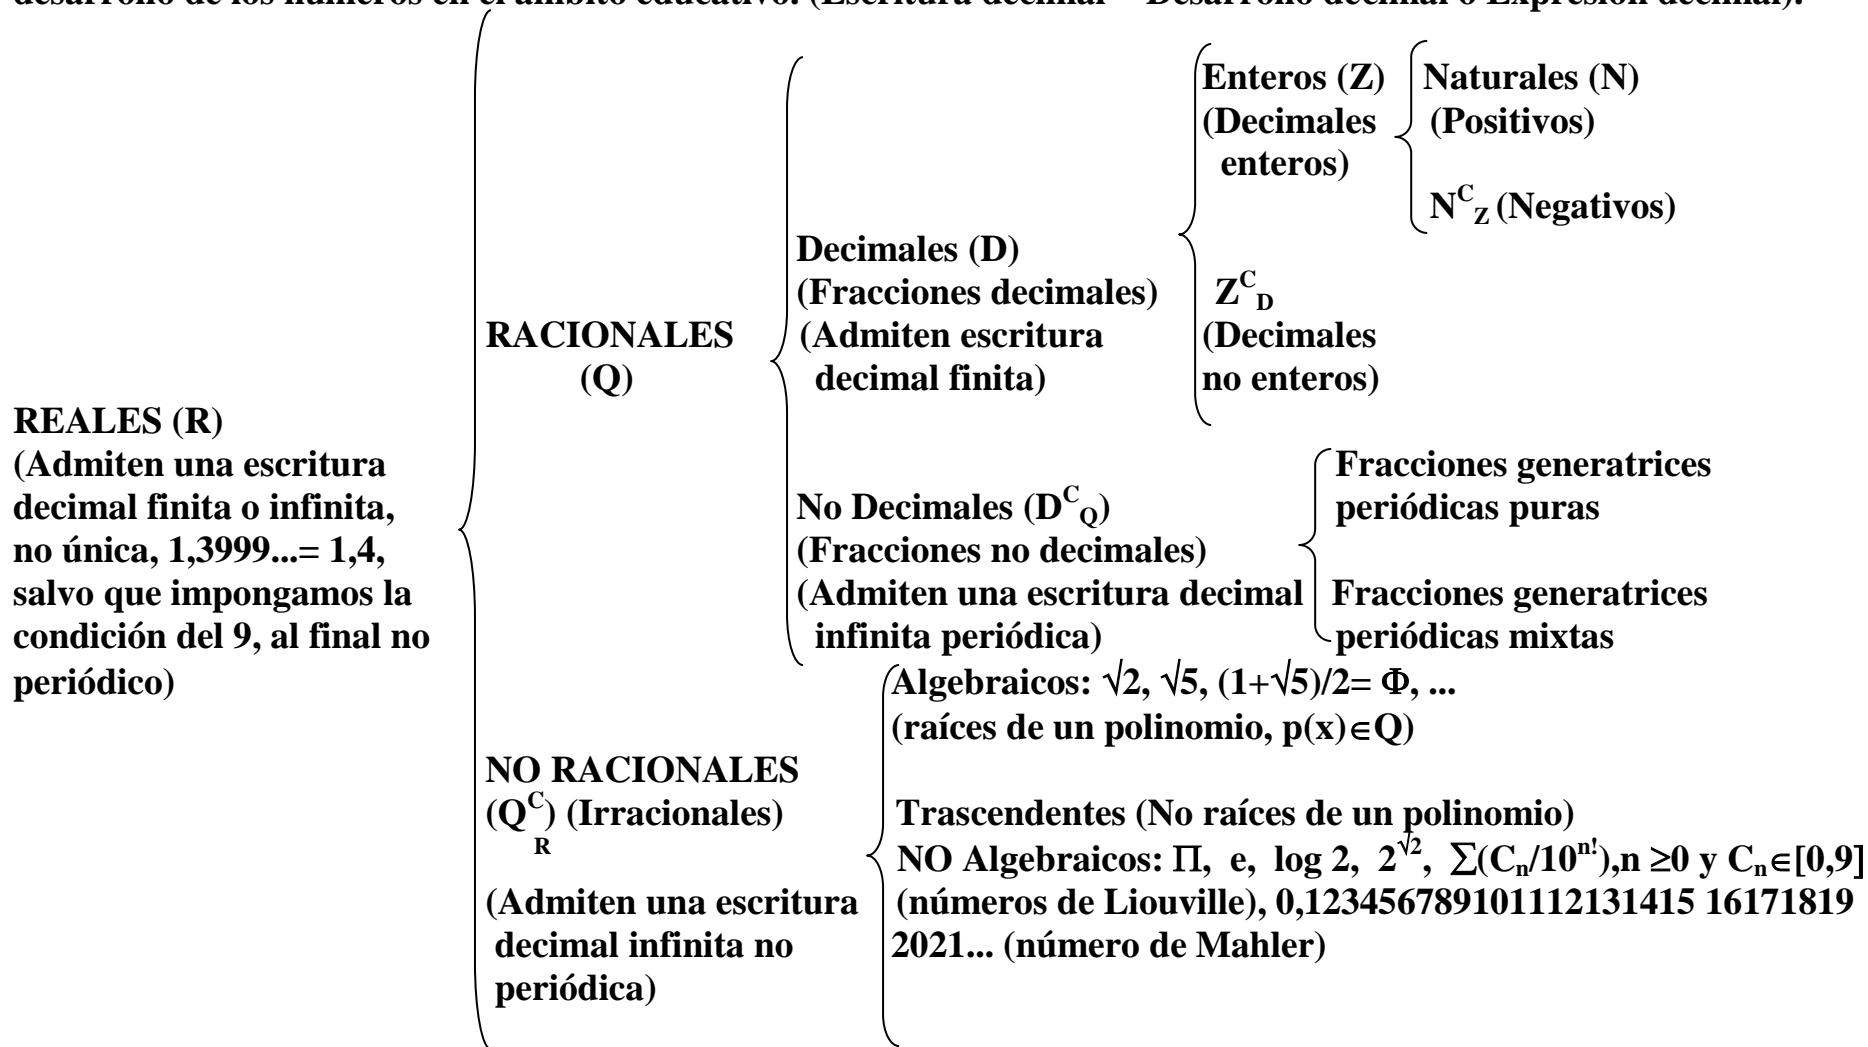 desarrollo de los números en el ámbito educativo. (Escritura decimal = Desarrollo decimal o Expresión decimal).
REALES (R)
(Admiten una escritura
decimal finita o infinita,
no única, 1,3999...= 1,4,
salvo que impongamos la
condición del 9, al final no
periódico)
RACIONALES
(Q)
Decimales (D)
(Fracciones decimales)
(Admiten escritura
decimal finita)
Enteros (Z)
(Decimales
enteros)
Naturales (N)
(Positivos)
N^C_Z (Negativos)
Z^C_D
(Decimales
no enteros)
No Decimales (D^C_Q)
(Fracciones no decimales)
(Admiten una escritura decimal
infinita periódica)
Fracciones generatrices
periódicas puras
Fracciones generatrices
periódicas mixtas
NO RACIONALES
(Q^C_R) (Irracionales)
(Admiten una escritura
decimal infinita no
periódica)
Algebraicos: √2, √5, (1+√5)/2= Φ, ...
(raíces de un polinomio, p(x)∈Q)
Trascendentes (No raíces de un polinomio)
NO Algebraicos: Π, e, log 2, 2^√2, ∑(C_n/10^n!),n ≥0 y C_n∈[0,9]
(números de Liouville), 0,123456789101112131415 16171819
2021... (número de Mahler)